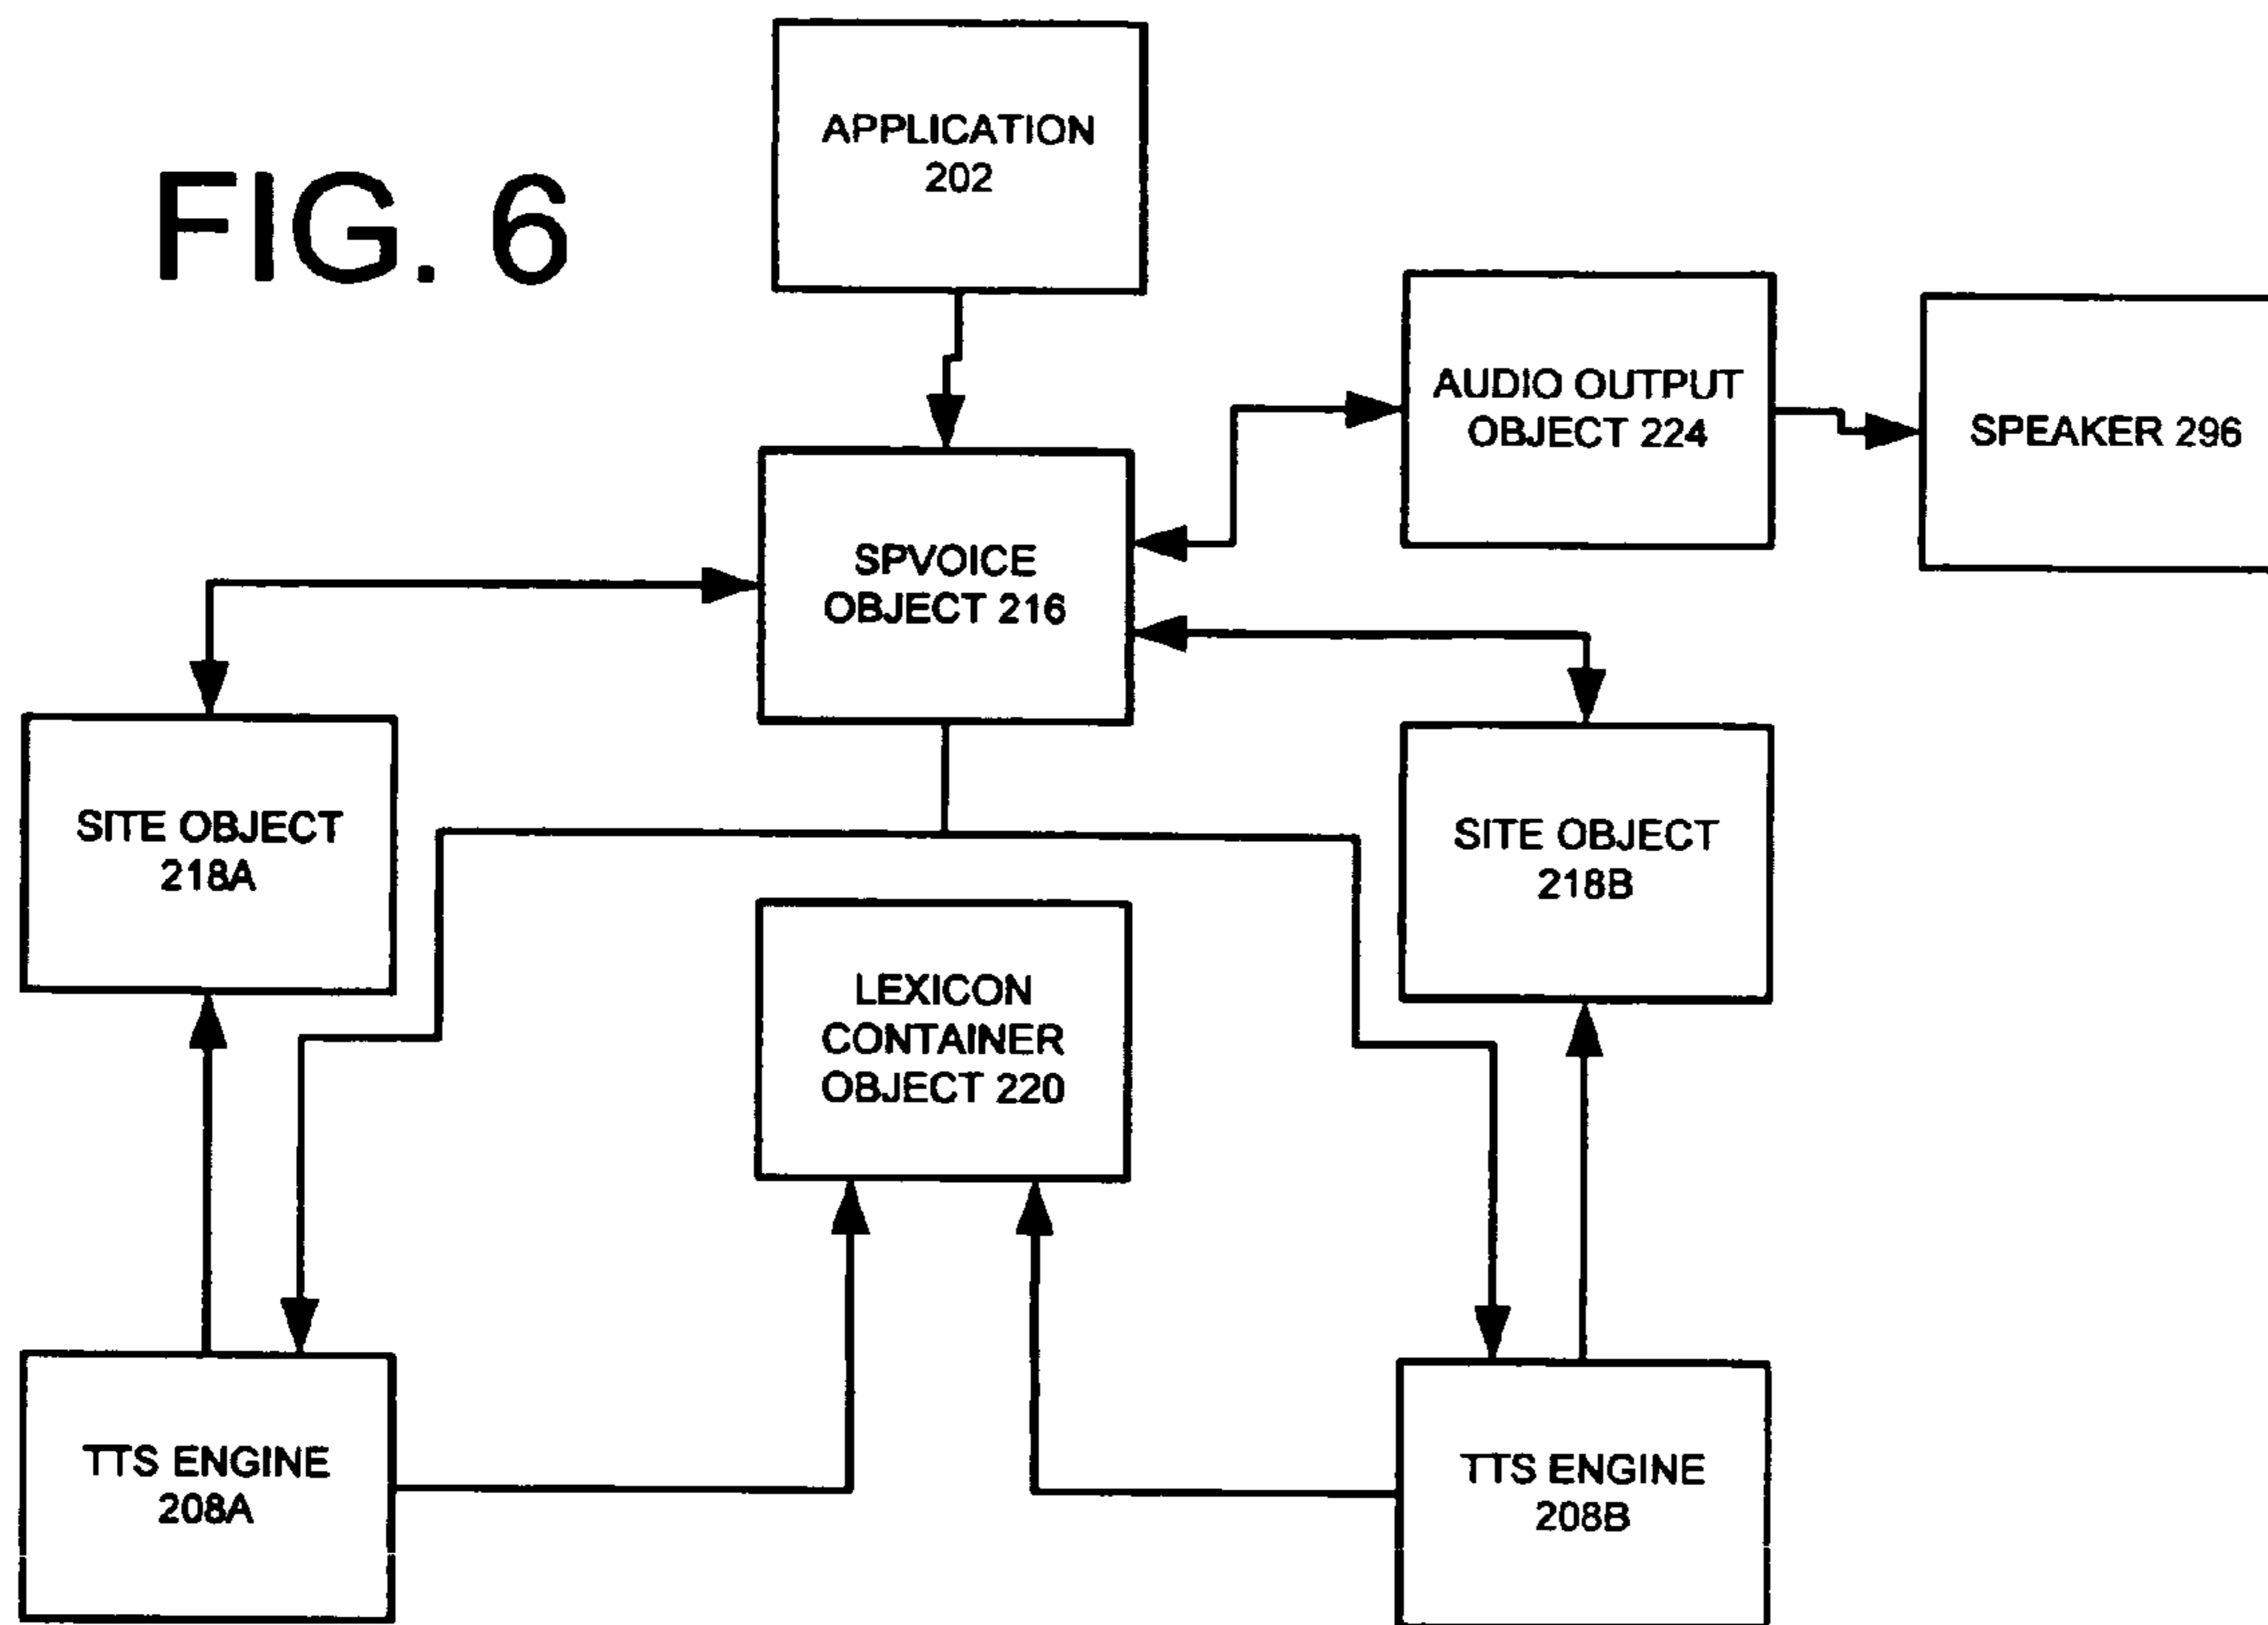 FIG. 6
APPLICATION
202
AUDIO OUTPUT
OBJECT 224
SPEAKER 296
SPVOICE
OBJECT 216
SITE OBJECT
218A
SITE OBJECT
218B
LEXICON
CONTAINER
OBJECT 220
TTS ENGINE
208A
TTS ENGINE
208B